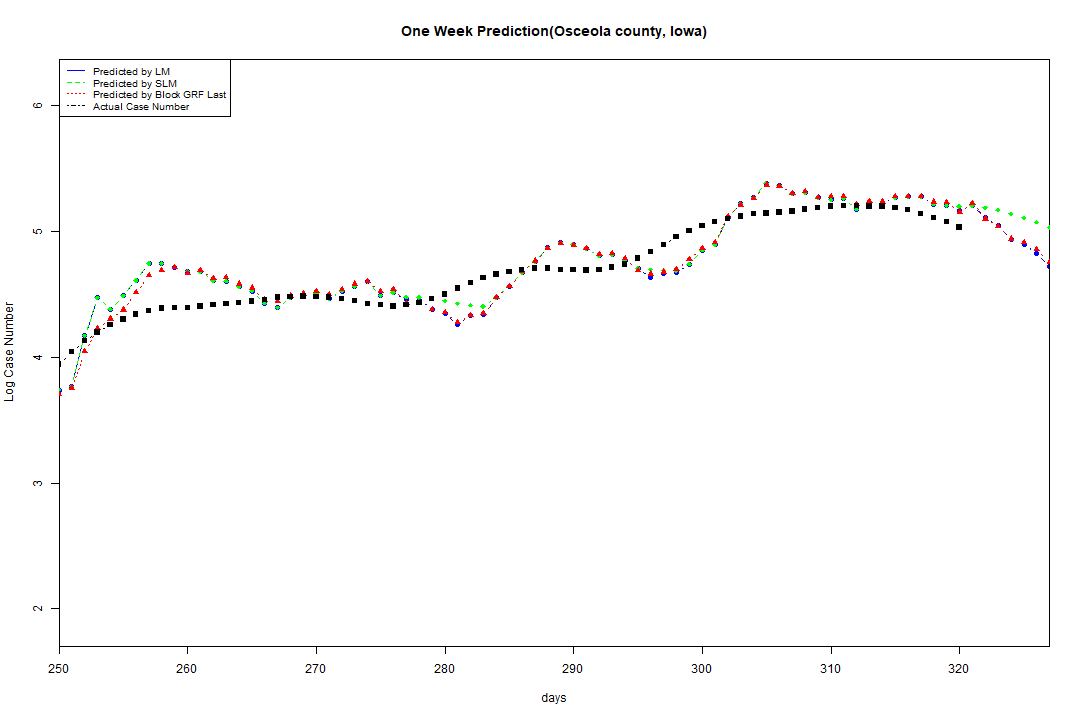 One Week Prediction(Osceola county, Iowa)
Predicted by LM
Predicted by SLM
Predicted by Block GRF Last
Actual Case Number
6
5
4
3
2
Log Case Number
250 260 270 280 290 300 310 320
days